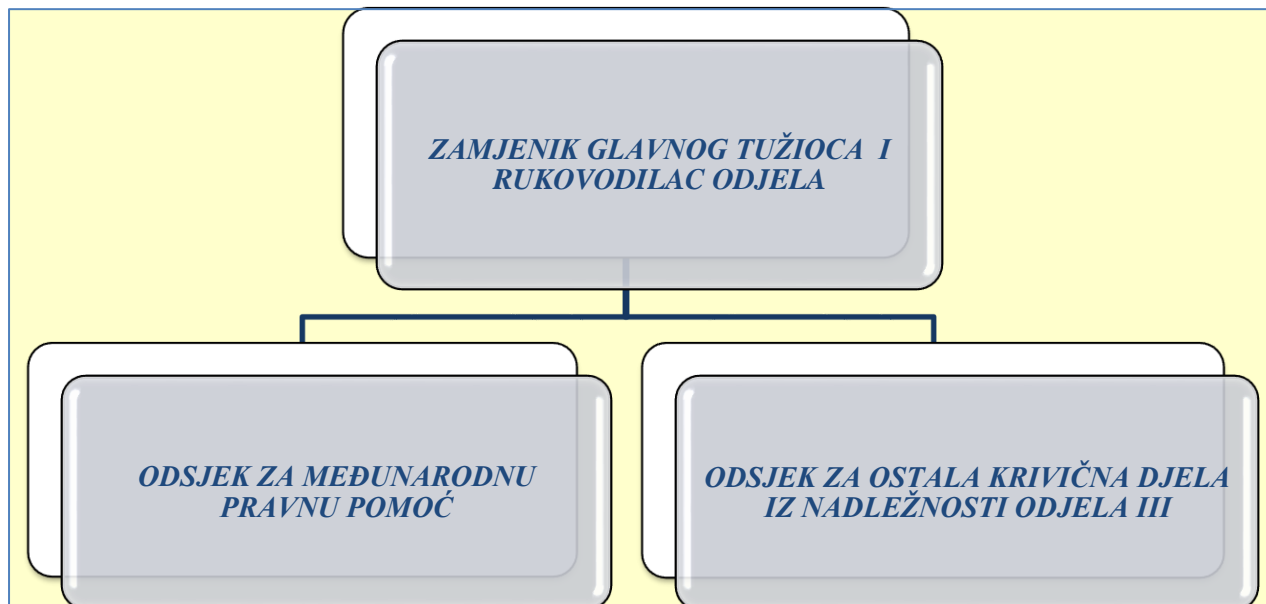 ZAMJENIK GLAVNOG TUŽIOCA I
RUKOVODILAC ODJELA
ODSJEK ZA MEĐUNARODNU
PRAVNU POMOĆ
ODSJEK ZA OSTALA KRIVIČNA DJELA
IZ NADLEŽNOSTI ODJELA III